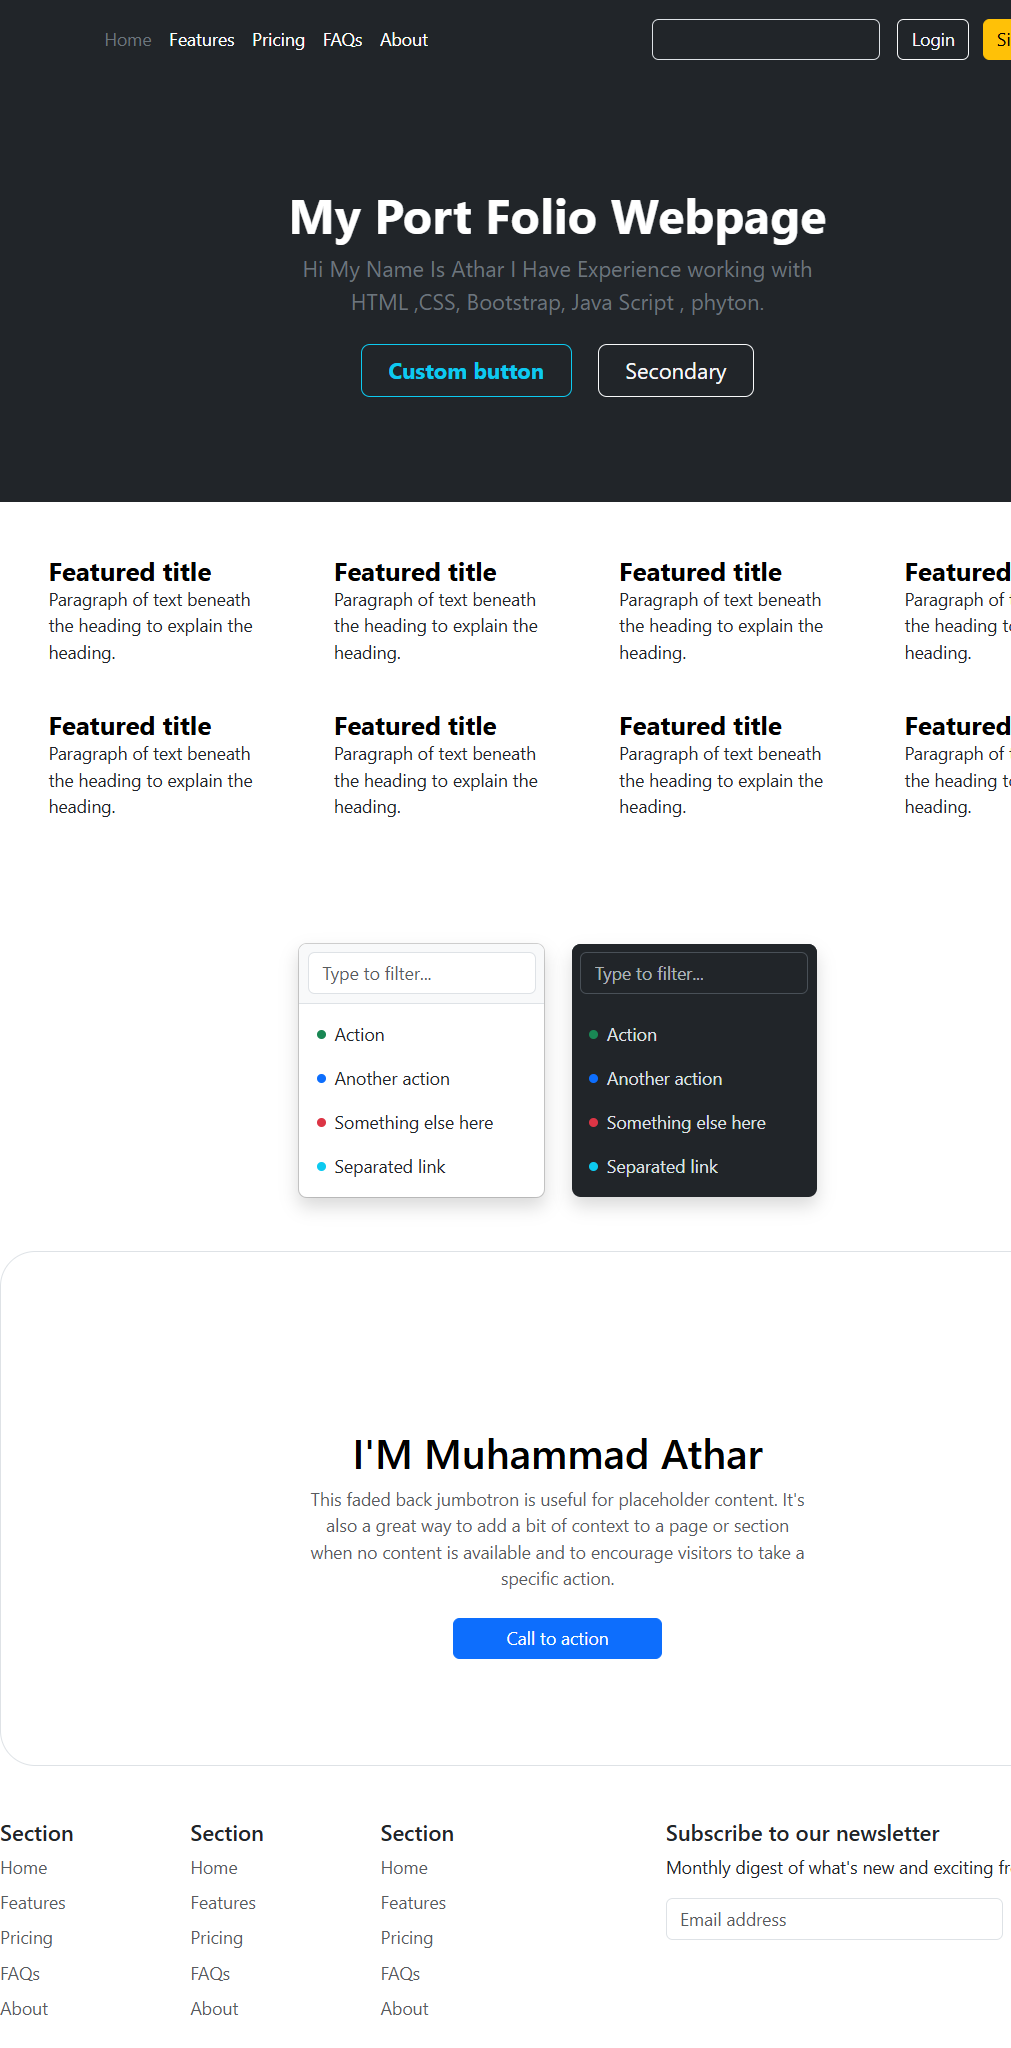 Home Features Pricing FAQs About Login Si
My Port Folio Webpage
Hi My Name Is Athar I Have Experience working with
HTML ,CSS, Bootstrap, Java Script , phyton.
Custom button Secondary
Featured title Featured title Featured title Featured
Paragraph of text beneath Paragraph of text beneath Paragraph of text beneath Paragraph of
the heading to explain the the heading to explain the the heading to explain the the heading
heading. heading. heading. heading.
Featured title Featured title Featured title Featured
Paragraph of text beneath Paragraph of text beneath Paragraph of text beneath Paragraph of
the heading to explain the the heading to explain the the heading to explain the the heading
heading. heading. heading. heading.
Type to filter...
Action
Another action
Something else here
Separated link
Type to filter...
Action
Another action
Something else here
Separated link
I'M Muhammad Athar
This faded back jumbotron is useful for placeholder content. It's
also a great way to add a bit of context to a page or section
when no content is available and to encourage visitors to take a
specific action.
Call to action
Section
Home
Features
Pricing
FAQs
About
Section
Home
Features
Pricing
FAQs
About
Section
Home
Features
Pricing
FAQs
About
Subscribe to our newsletter
Monthly digest of what's new and exciting
Email address